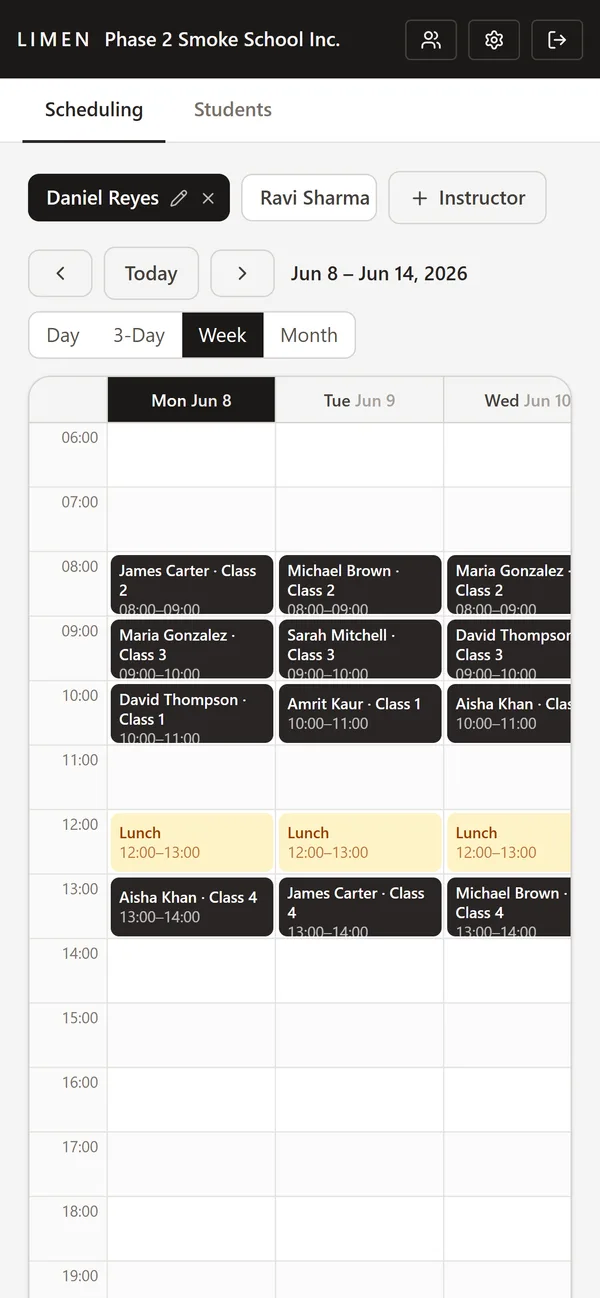 LIMEN Phase 2 Smoke School Inc.
Scheduling Students
Daniel Reyes Ravi Sharma + Instructor
Today Jun 8 – Jun 14, 2026
Day 3-Day Week Month
Mon Jun 8 Tue Jun 9 Wed Jun 10
06:00
07:00
08:00
James Carter · Class
2
08:00–09:00
Michael Brown ·
Class 2
08:00–09:00
Maria Gonzalez ·
Class 2
08:00–09:00
09:00
Maria Gonzalez ·
Class 3
09:00–10:00
Sarah Mitchell ·
Class 3
09:00–10:00
David Thompson
Class 3
09:00–10:00
10:00
David Thompson ·
Class 1
10:00–11:00
Amrit Kaur · Class 1
10:00–11:00
Aisha Khan · Clas
10:00–11:00
11:00
12:00
Lunch
12:00–13:00
Lunch
12:00–13:00
Lunch
12:00–13:00
13:00
Aisha Khan · Class 4
13:00–14:00
James Carter · Class
4
13:00–14:00
Michael Brown ·
Class 4
13:00–14:00
14:00
15:00
16:00
17:00
18:00
19:00